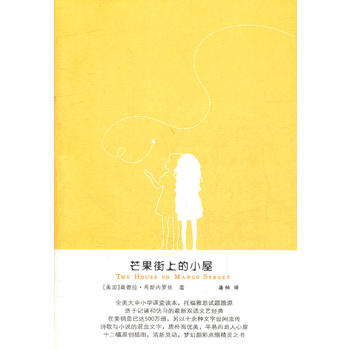 芒果街上的小屋
THE HOUSE ON MANGO STREET
[美国]桑德拉·希斯内罗丝 著 潘帕 译
全美大中小学课堂读本,托福雅思试题题源
适于记诵和仿习的最新双语文艺经典
在美销量已达500万册,另以十余种文字世间流传
诗歌与小说的混血文字,质朴而优美,平易而启人心扉
十二幅原创插图,清新灵动,梦幻颜彩点缀精灵之书